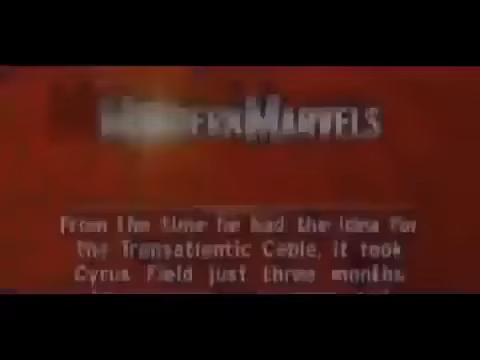 Modern Marvels
From the time he had the idea for
the Transatlantic Cable, it took
Cyrus Field just three months